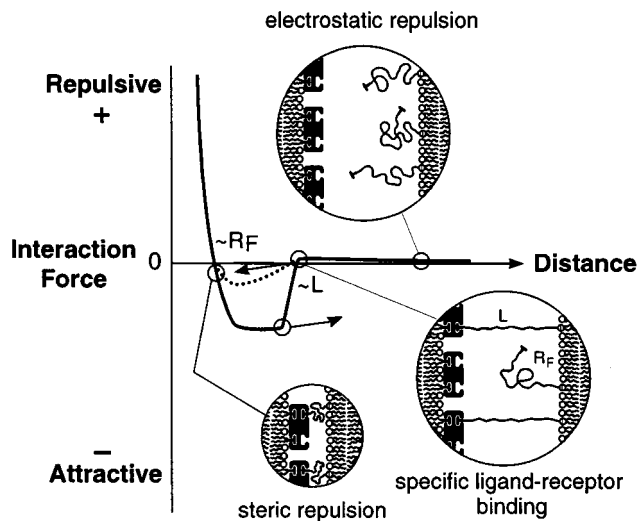 electrostatic repulsion
Repulsive
+
~RF
Interaction
Force
0
Distance
~L
L
RF
−
Attractive
steric repulsion
specific ligand-receptor
binding